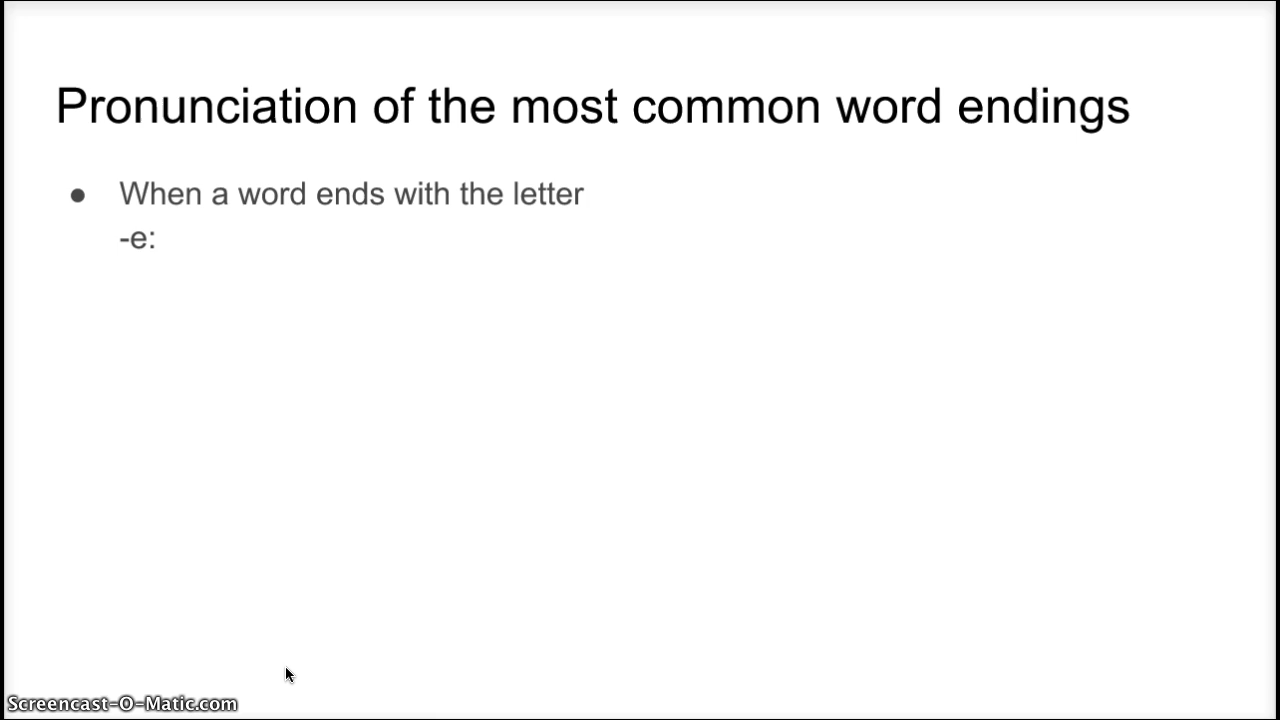 Pronunciation of the most common word endings
● When a word ends with the letter
-e:
Screencast-O-Matic.com